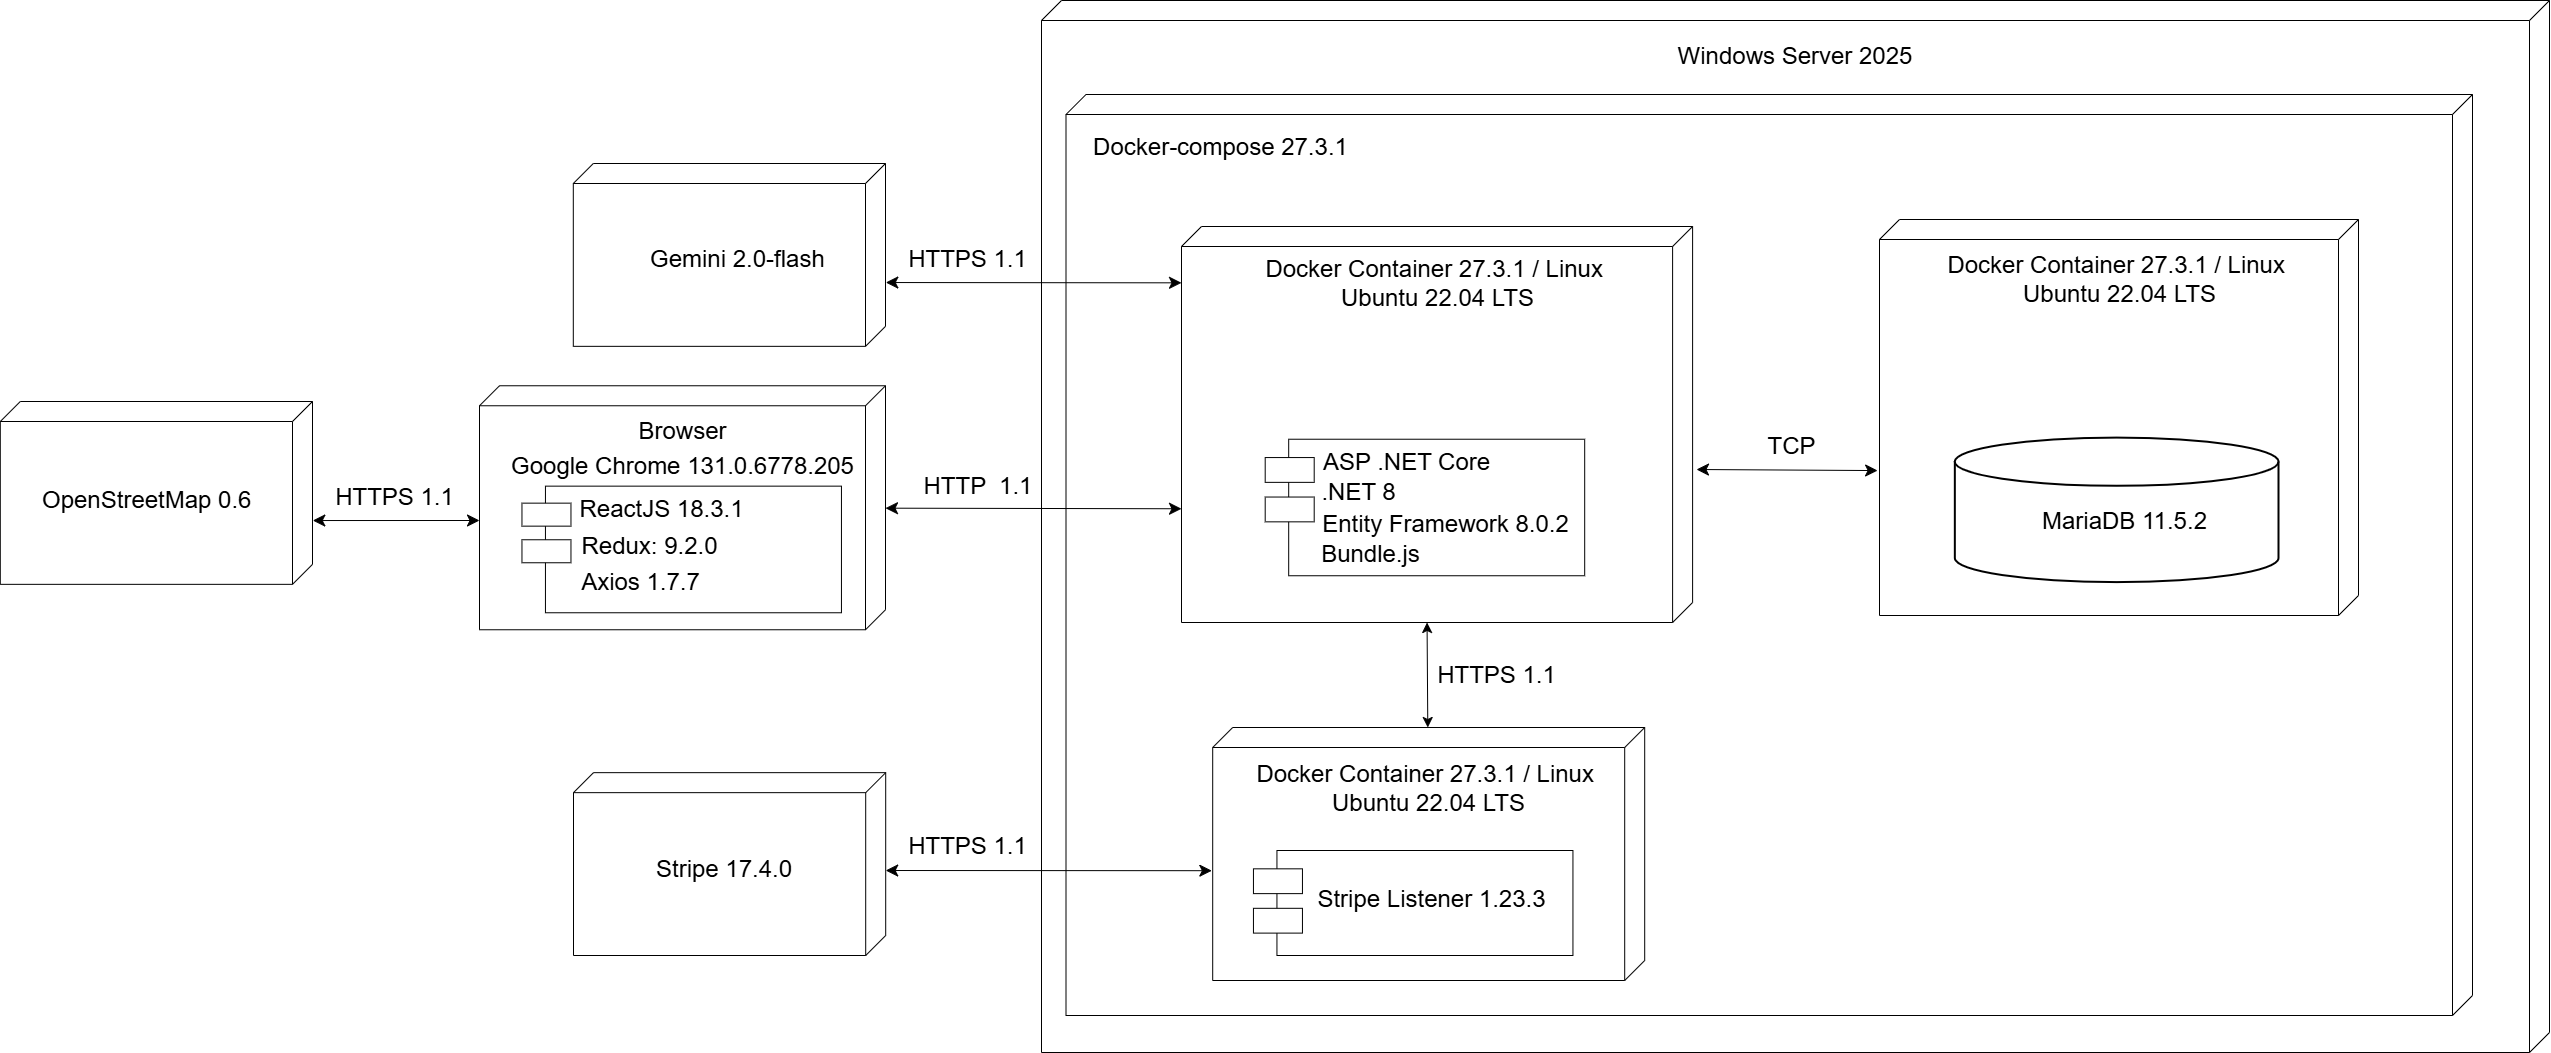 Windows Server 2025
Docker-compose 27.3.1
Gemini 2.0-flash
HTTPS 1.1
Docker Container 27.3.1 / Linux
Ubuntu 22.04 LTS
ASP .NET Core
.NET 8
Entity Framework 8.0.2
Bundle.js
TCP
Docker Container 27.3.1 / Linux
Ubuntu 22.04 LTS
MariaDB 11.5.2
OpenStreetMap 0.6
HTTPS 1.1
Browser
Google Chrome 131.0.6778.205
ReactJS 18.3.1
Redux: 9.2.0
Axios 1.7.7
HTTP  1.1
HTTPS 1.1
Stripe 17.4.0
HTTPS 1.1
Docker Container 27.3.1 / Linux
Ubuntu 22.04 LTS
Stripe Listener 1.23.3